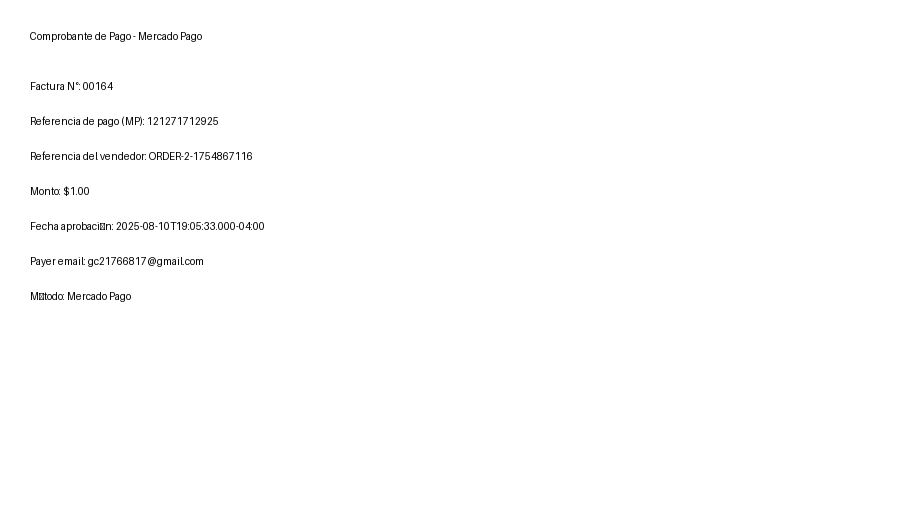 Comprobante de Pago - Mercado Pago
Factura N°: 00164
Referencia de pago (MP): 121271712925
Referencia del vendedor: ORDER-2-1754867116
Monto: $1.00
Fecha aprobaci▯n: 2025-08-10T19:05:33.000-04:00
Payer email: gc21766817@gmail.com
M▯todo: Mercado Pago